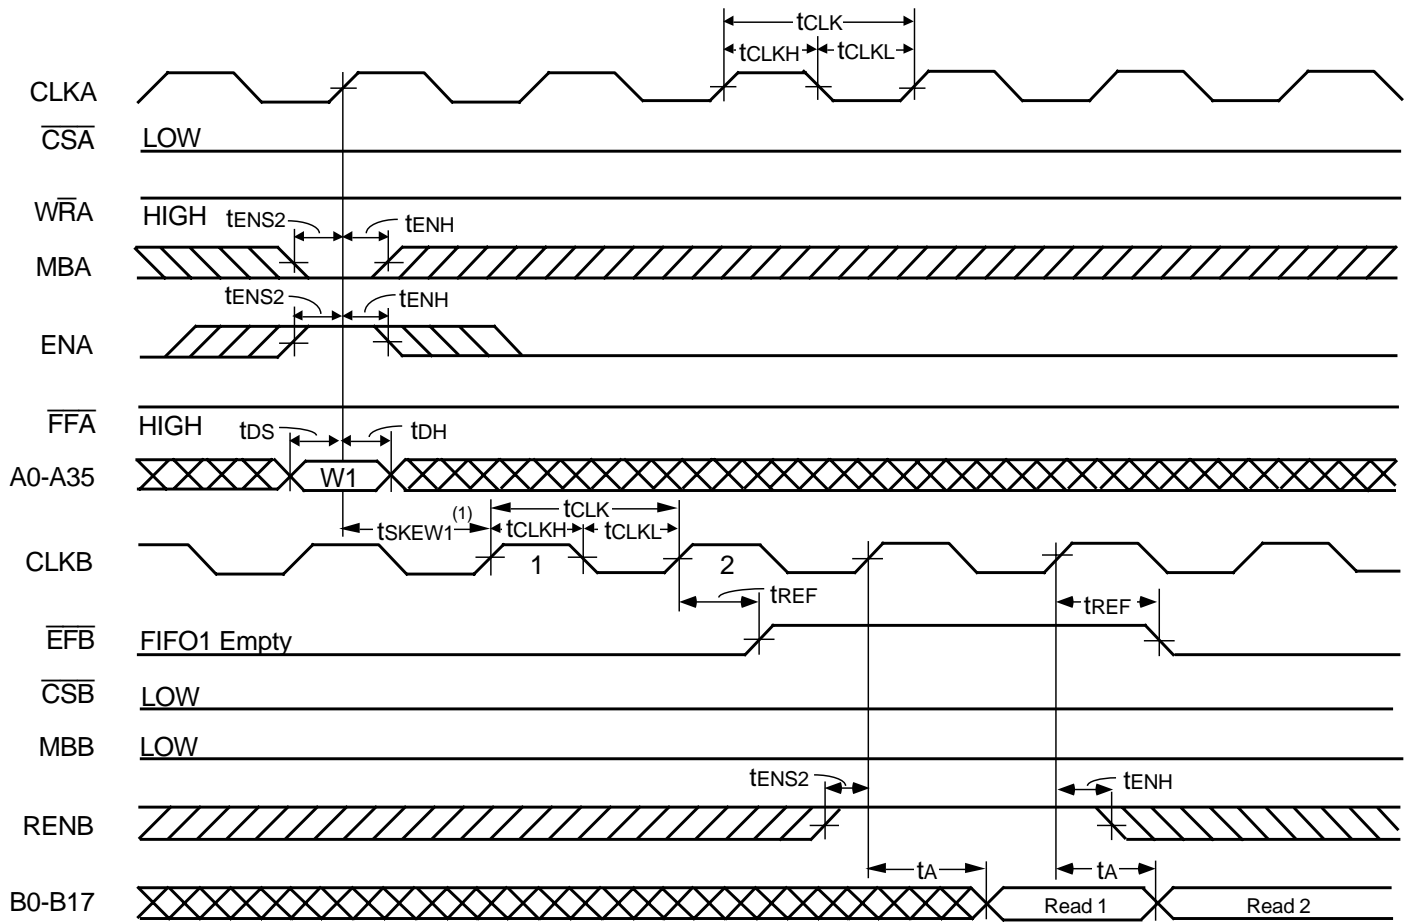 tCLK
tCLKH tCLKL
CLKA
CSA LOW
WRA HIGH
tENS2 tENH
MBA
tENS2 tENH
ENA
FFA HIGH
tDS tDH
A0-A35 W1
tSKEW1 (1) tCLK
tCLKH tCLKL
CLKB 1 2
tREF tREF
EFB FIFO1 Empty
CSB LOW
MBB LOW
tENS2 tENH
RENB
tA tA
B0-B17 Read 1 Read 2